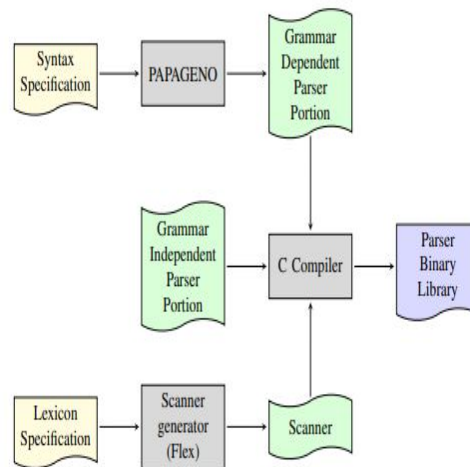 Syntax
Specification
PAPAGENO
Grammar
Dependent
Parser
Portion
Grammar
Independent
Parser
Portion
C Compiler
Parser
Binary
Library
Lexicon
Specification
Scanner
generator
(Flex)
Scanner